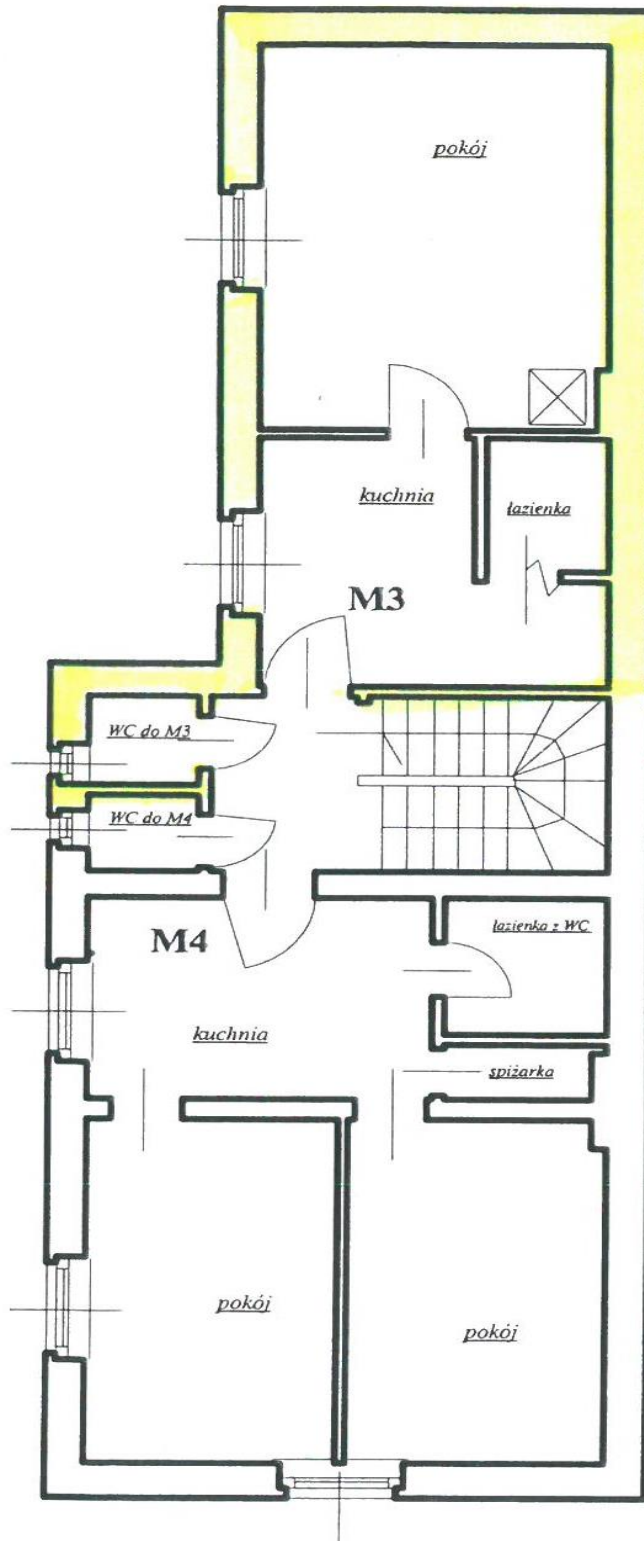 pokój
kuchnia
łazienka
M3
WC do M3
WC do M4
M4
łazienka z WC
kuchnia
spiżarka
pokój
pokój